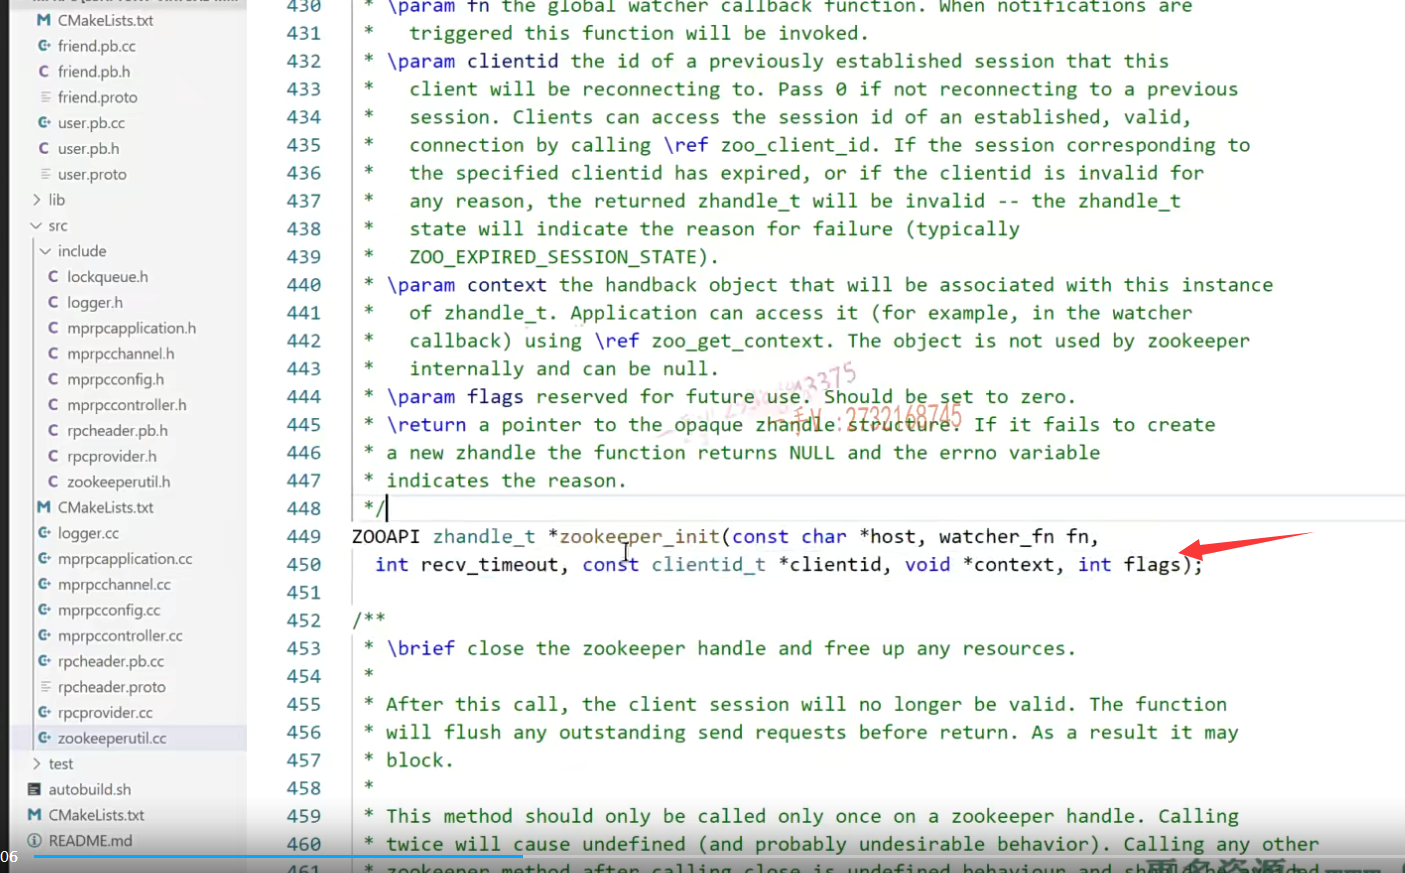 CMakeLists.txt
friend.pb.cc
friend.pb.h
friend.proto
user.pb.cc
user.pb.h
user.proto
lib
src
include
lockqueue.h
logger.h
mprpcapplication.h
mprpcchannel.h
mprpcconfig.h
mprpccontroller.h
rpcheader.pb.h
rpcprovider.h
zookeeperutil.h
CMakeLists.txt
logger.cc
mprpcapplication.cc
mprpcchannel.cc
mprpcconfig.cc
mprpccontroller.cc
rpcheader.pb.cc
rpcheader.proto
rpcprovider.cc
zookeeperutil.cc
test
autobuild.sh
CMakeLists.txt
README.md
06
430 * \param fn the global watcher callback function. When notifications are
431 * triggered this function will be invoked.
432 * \param clientid the id of a previously established session that this
433 * client will be reconnecting to. Pass 0 if not reconnecting to a previous
434 * session. Clients can access the session id of an established, valid,
435 * connection by calling \ref zoo_client_id. If the session corresponding to
436 * the specified clientid has expired, or if the clientid is invalid for
437 * any reason, the returned zhandle_t will be invalid -- the zhandle_t
438 * state will indicate the reason for failure (typically
439 * ZOO_EXPIRED_SESSION_STATE).
440 * \param context the handback object that will be associated with this instance
441 * of zhandle_t. Application can access it (for example, in the watcher
442 * callback) using \ref zoo_get_context. The object is not used by zookeeper
443 * internally and can be null.
444 * \param flags reserved for future use. Should be set to zero.
445 * \return a pointer to the opaque zhandle structure. If it fails to create
446 * a new zhandle the function returns NULL and the errno variable
447 * indicates the reason.
448 */
449 ZOOAPI zhandle_t *zookeeper_init(const char *host, watcher_fn fn,
450 int recv_timeout, const clientid_t *clientid, void *context, int flags);
451
452 /**
453 * \brief close the zookeeper handle and free up any resources.
454 *
455 * After this call, the client session will no longer be valid. The function
456 * will flush any outstanding send requests before return. As a result it may
457 * block.
458 *
459 * This method should only be called only once on a zookeeper handle. Calling
460 * twice will cause undefined (and probably undesirable behavior). Calling any other
461 * zookeeper method after calling close is undefined behaviour and
一手V:2732168745